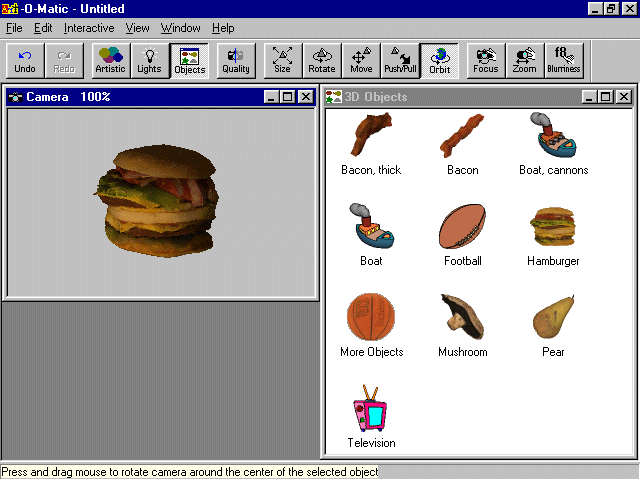 Art-O-Matic - Untitled
File Edit Interactive View Window Help
Undo Redo Artistic Lights Objects Quality Size Rotate Move Push/Pull Orbit Focus Zoom f8 Blurriness
Camera 100%
3D Objects
Bacon, thick Bacon Boat, cannons
Boat Football Hamburger
More Objects Mushroom Pear
Television
Press and drag mouse to rotate camera around the center of the selected object